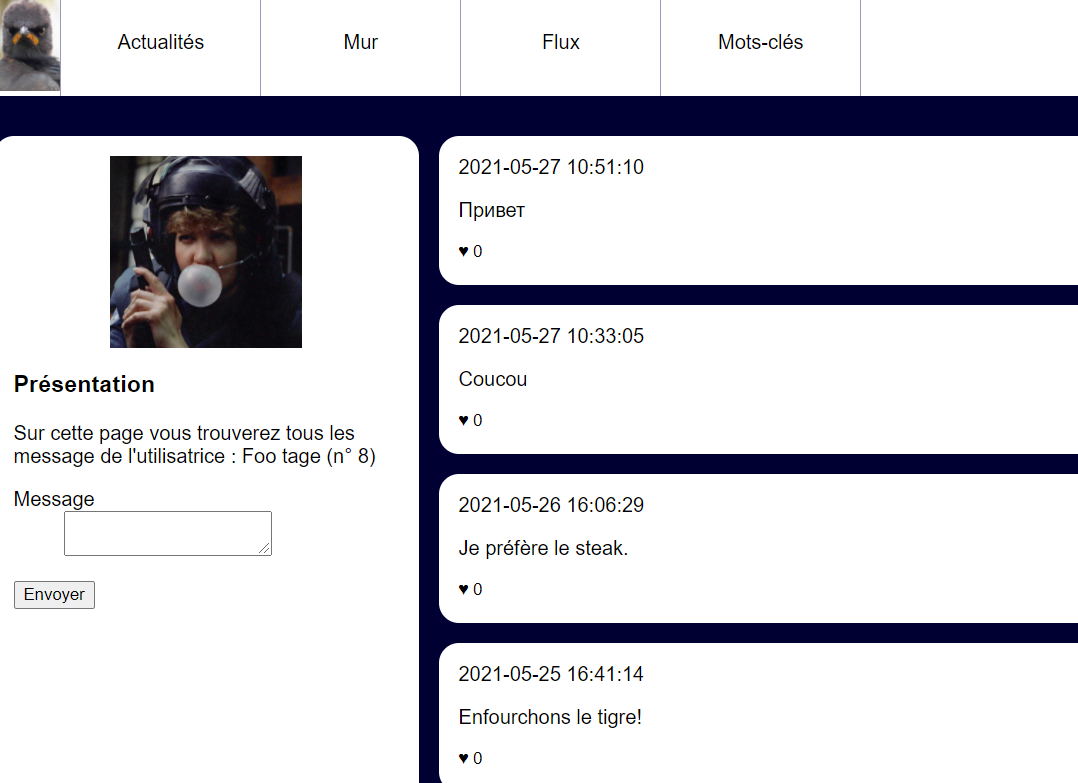 Actualités
Mur
Flux
Mots-clés
Présentation
Sur cette page vous trouverez tous les
message de l'utilisatrice : Foo tage (n° 8)
Message
Envoyer
2021-05-27 10:51:10
Привет
♥ 0
2021-05-27 10:33:05
Coucou
♥ 0
2021-05-26 16:06:29
Je préfère le steak.
♥ 0
2021-05-25 16:41:14
Enfourchons le tigre!
♥ 0